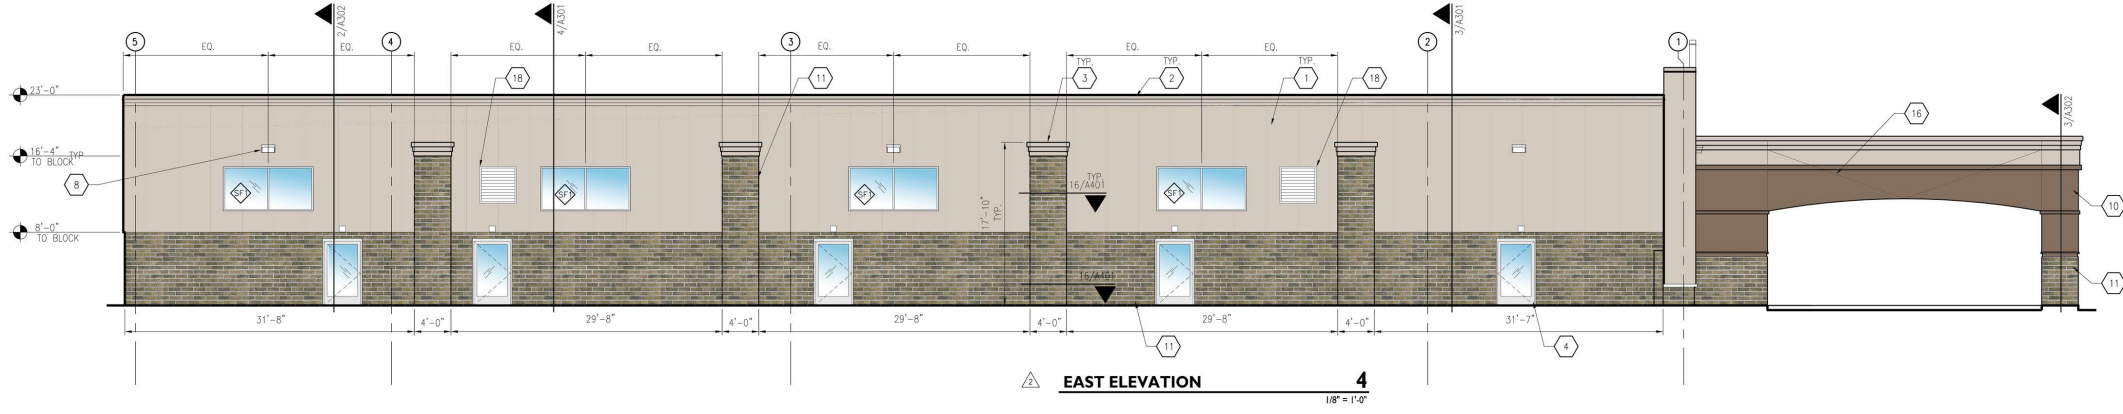 2/A302
4/A301
3/A301
5
EQ.
EQ.
4
EQ.
EQ.
3
EQ.
EQ.
EQ.
EQ.
2
1
18
11
TYP.
3
TYP.
2
TYP.
1
18
23'-0"
16
3/A302
16'-4"
TYP
TO BLOCK
8
SF1
SF1
SF1
SF1
TYP.
16/A401
17'-10"
TYP.
10
8'-0"
TO BLOCK
16/A401
11
31'-8"
4'-0"
29'-8"
4'-0"
29'-8"
4'-0"
29'-8"
4'-0"
31'-7"
11
4
2
EAST ELEVATION
4
1/8" = 1'-0"